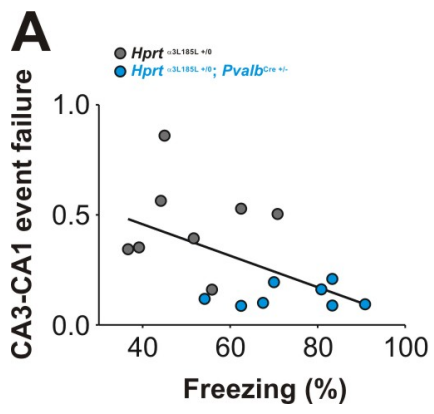 A
Hprt α3L185L +/0
Hprt α3L185L +/0; Pvalb Cre +/-
CA3-CA1 event failure
1.0
0.5
0.0
40 60 80 100
Freezing (%)